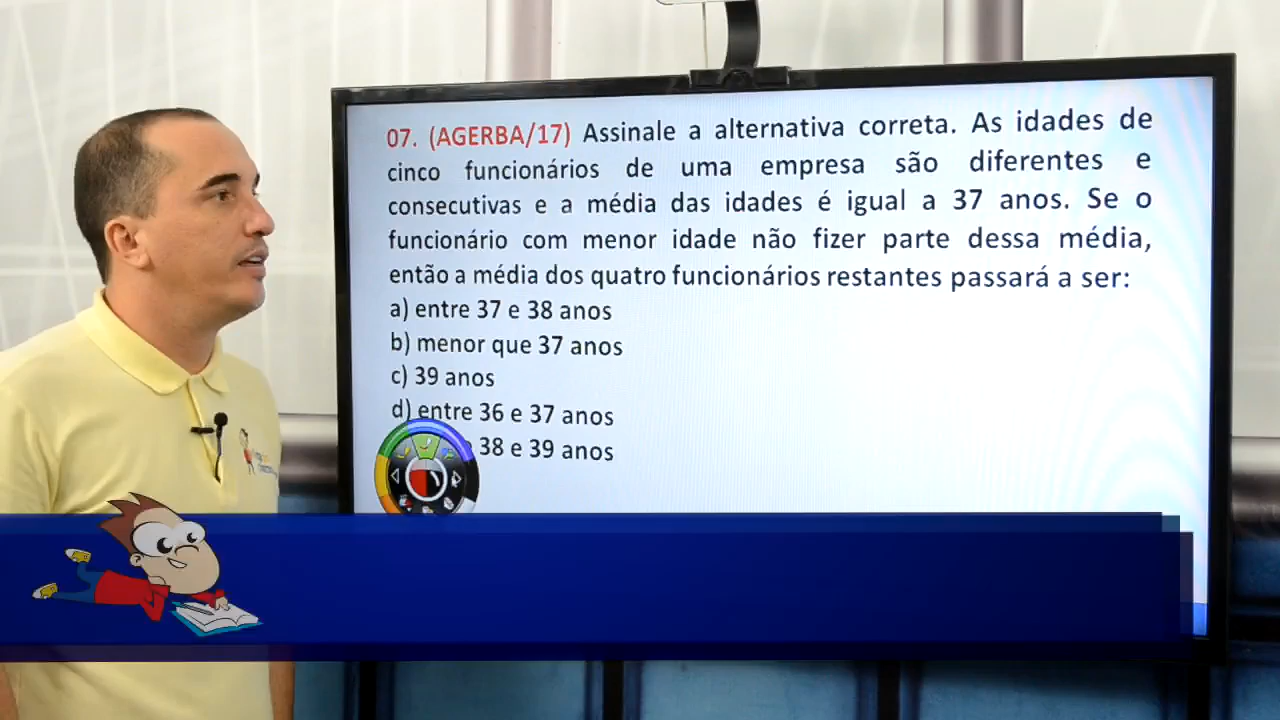 07. (AGERBA/17) Assinale a alternativa correta. As idades de
cinco funcionários de uma empresa são diferentes e
consecutivas e a média das idades é igual a 37 anos. Se o
funcionário com menor idade não fizer parte dessa média,
então a média dos quatro funcionários restantes passará a ser:
a) entre 37 e 38 anos
b) menor que 37 anos
c) 39 anos
d) entre 36 e 37 anos
38 e 39 anos